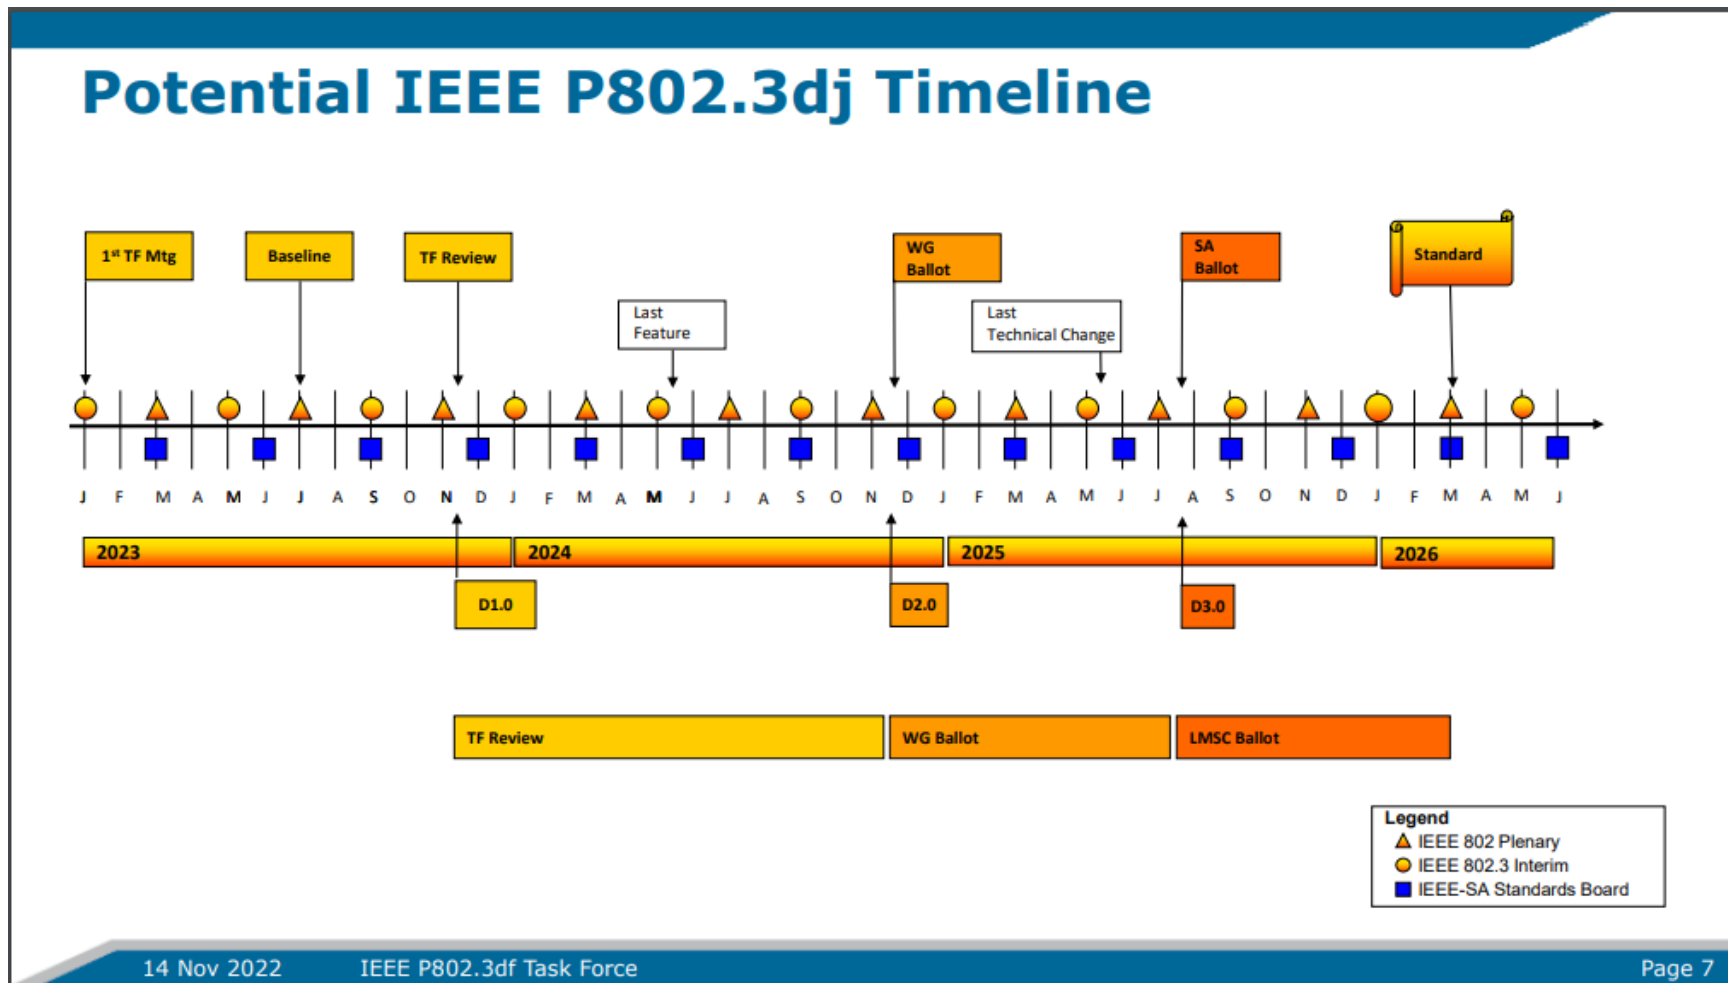 Potential IEEE P802.3dj Timeline
1st TF Mtg
Baseline
TF Review
WG
Ballot
SA
Ballot
Standard
Last
Feature
Last
Technical Change
J F M A M J J A S O N D J F M A M J J A S O N D J F M A M J J A S O N D J F M A M J
2023
2024
2025
2026
D1.0
D2.0
D3.0
TF Review
WG Ballot
LMSC Ballot
Legend
IEEE 802 Plenary
IEEE 802.3 Interim
IEEE-SA Standards Board
14 Nov 2022
IEEE P802.3df Task Force
Page 7